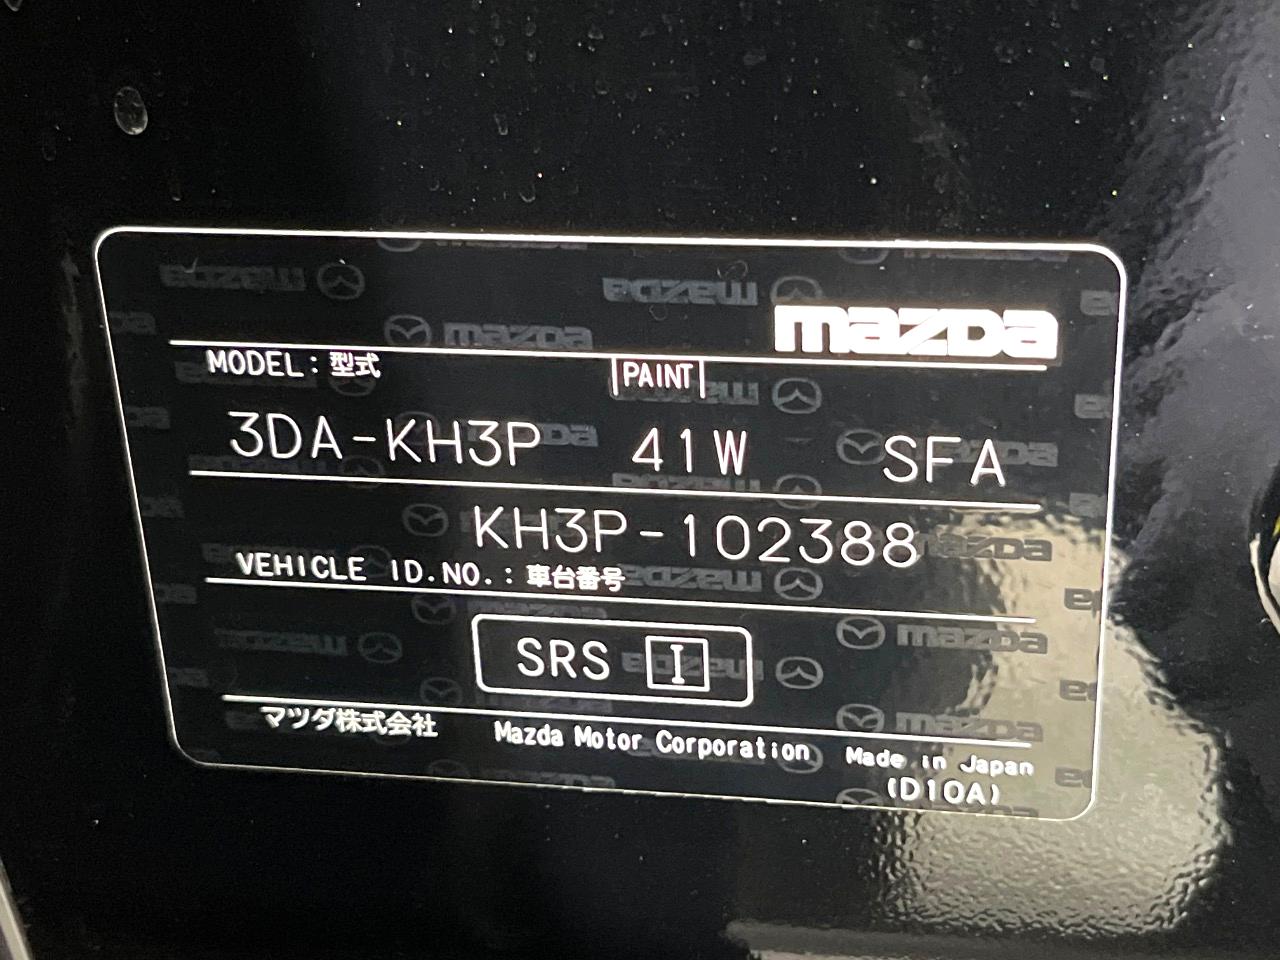 mazda
MODEL : 型式 PAINT
3DA-KH3P 41W SFA
KH3P-102388
VEHICLE ID.NO. : 車台番号
SRS I
マツダ株式会社 Mazda Motor Corporation Made in Japan
(D10A)